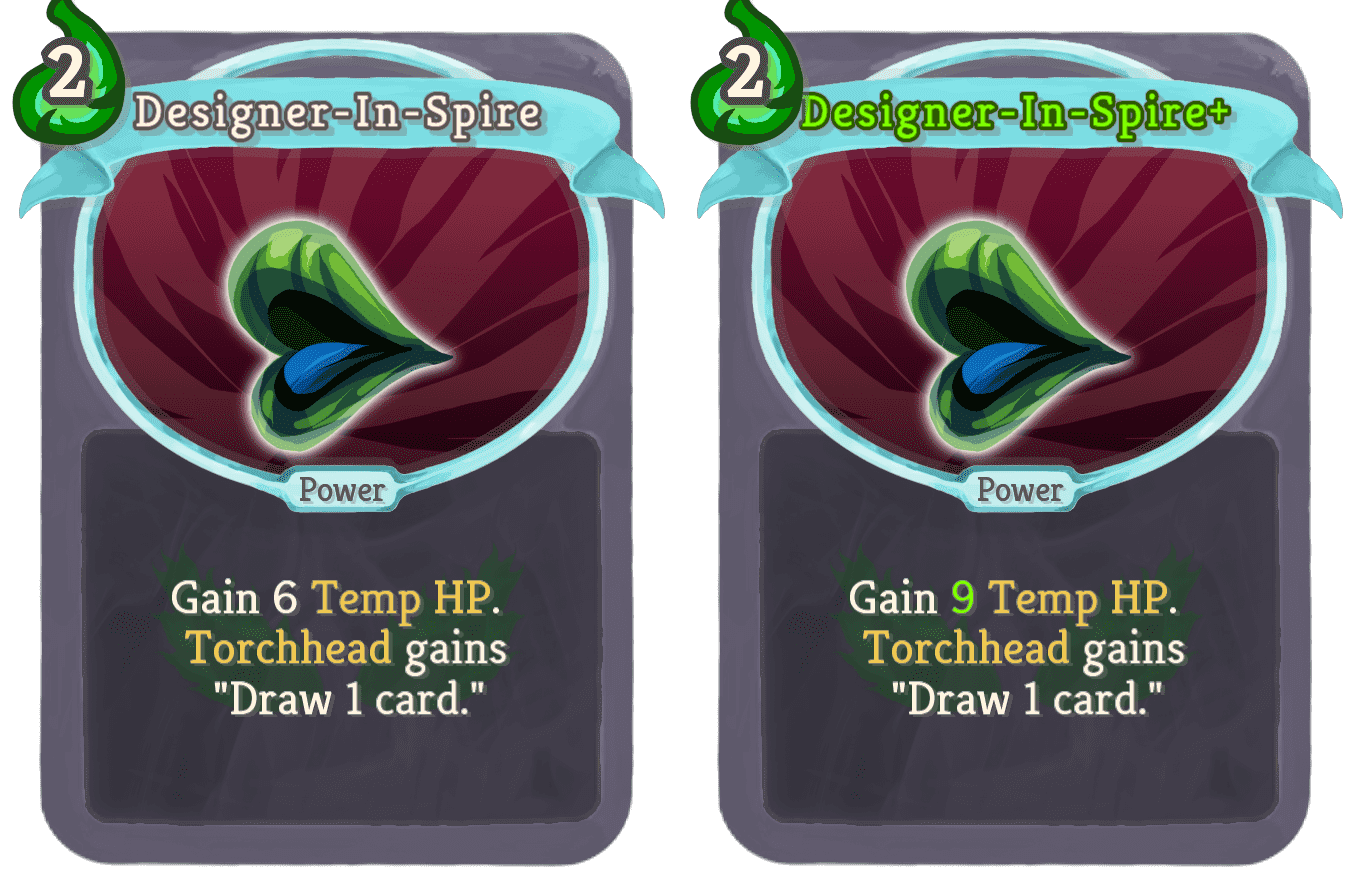 2
Designer-In-Spire
Power
Gain 6 Temp HP.
Torchhead gains
"Draw 1 card."
2
Designer-In-Spire+
Power
Gain 9 Temp HP.
Torchhead gains
"Draw 1 card."